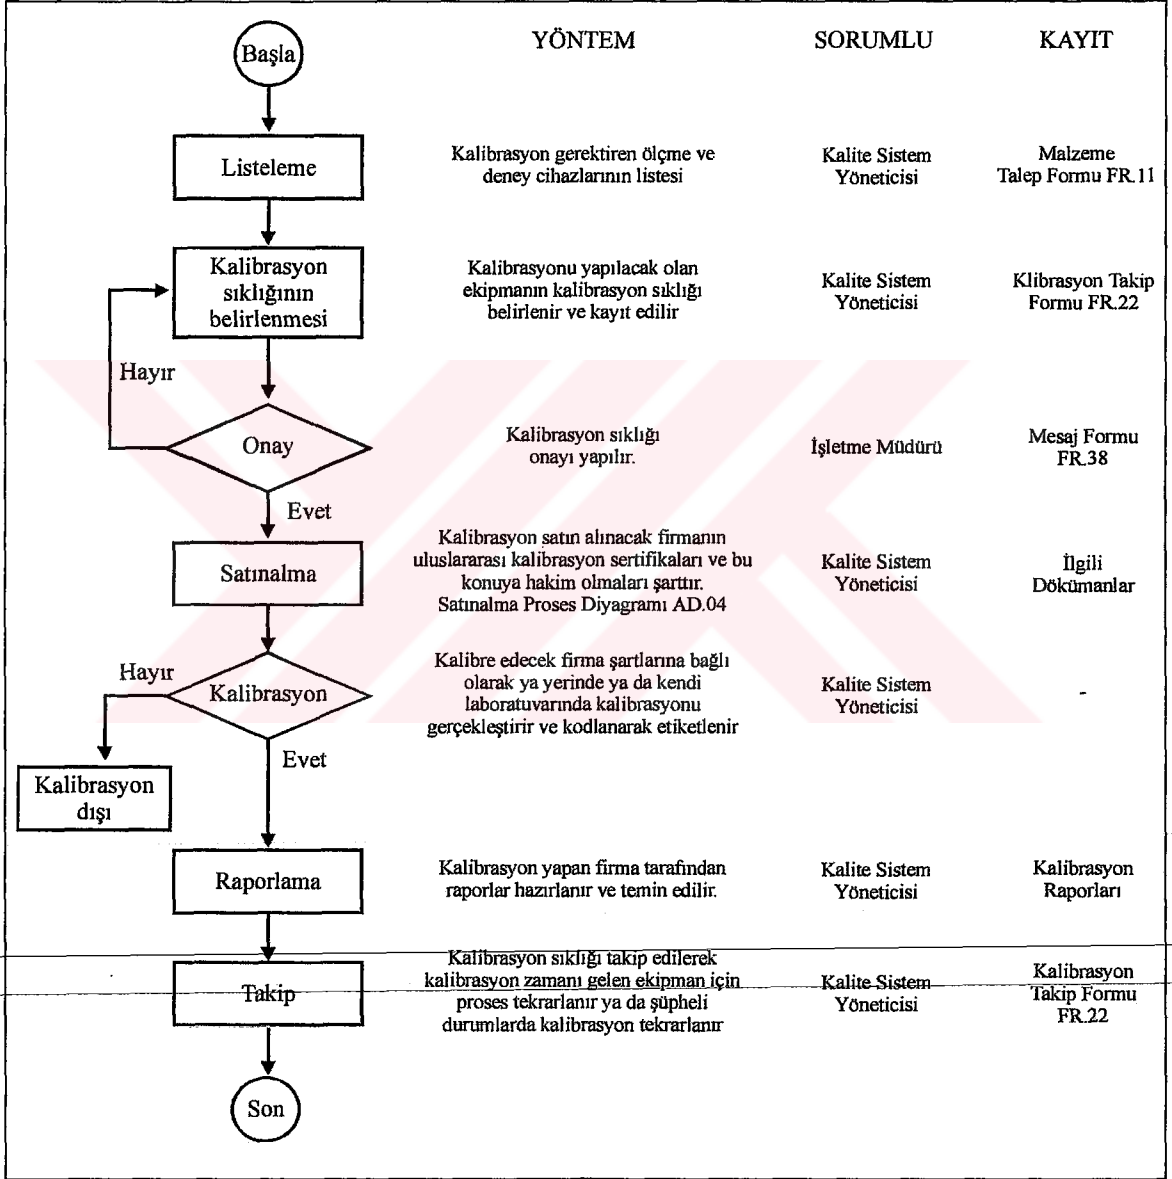 Başla
YÖNTEM
SORUMLU
KAYIT
Listeleme
Kalibrasyon gerektiren ölçme ve
deney cihazlarının listesi
Kalite Sistem
Yöneticisi
Malzeme
Talep Formu FR.11
Kalibrasyon
sıklığının
belirlenmesi
Kalibrasyonu yapılacak olan
ekipmanın kalibrasyon sıklığı
belirlenir ve kayıt edilir
Kalite Sistem
Yöneticisi
Klibrasyon Takip
Formu FR.22
Hayır
Onay
Kalibrasyon sıklığı
onayı yapılır.
İşletme Müdürü
Mesaj Formu
FR.38
Evet
Satınalma
Kalibrasyon satın alınacak firmanın
uluslararası kalibrasyon sertifikaları ve bu
konuya hakim olmaları şarttır.
Satınalma Proses Diyagramı AD.04
Kalite Sistem
Yöneticisi
İlgili
Dökümanlar
Hayır
Kalibrasyon
Kalibre edecek firma şartlarına bağlı
olarak ya yerinde ya da kendi
laboratuvarında kalibrasyonu
gerçekleştirir ve kodlanarak etiketlenir
Kalite Sistem
Yöneticisi
-
Evet
Kalibrasyon
dışı
Raporlama
Kalibrasyon yapan firma tarafından
raporlar hazırlanır ve temin edilir.
Kalite Sistem
Yöneticisi
Kalibrasyon
Raporları
Takip
Kalibrasyon sıklığı takip edilerek
kalibrasyon zamanı gelen ekipman için
proses tekrarlanır ya da şüpheli
durumlarda kalibrasyon tekrarlanır
Kalite Sistem
Yöneticisi
Kalibrasyon
Takip Formu
FR.22
Son